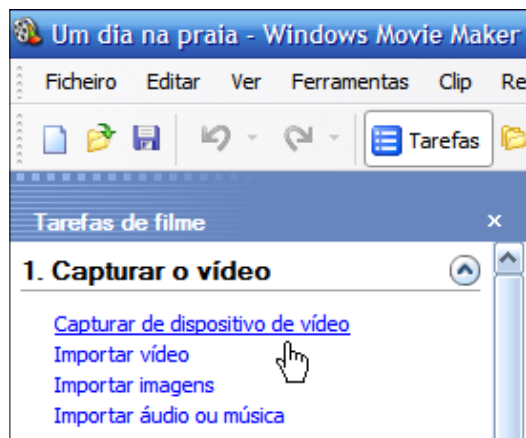 Um dia na praia - Windows Movie Maker
Ficheiro Editar Ver Ferramentas Clip Re
Tarefas
Tarefas de filme
1. Capturar o vídeo
Capturar de dispositivo de vídeo
Importar vídeo
Importar imagens
Importar áudio ou música